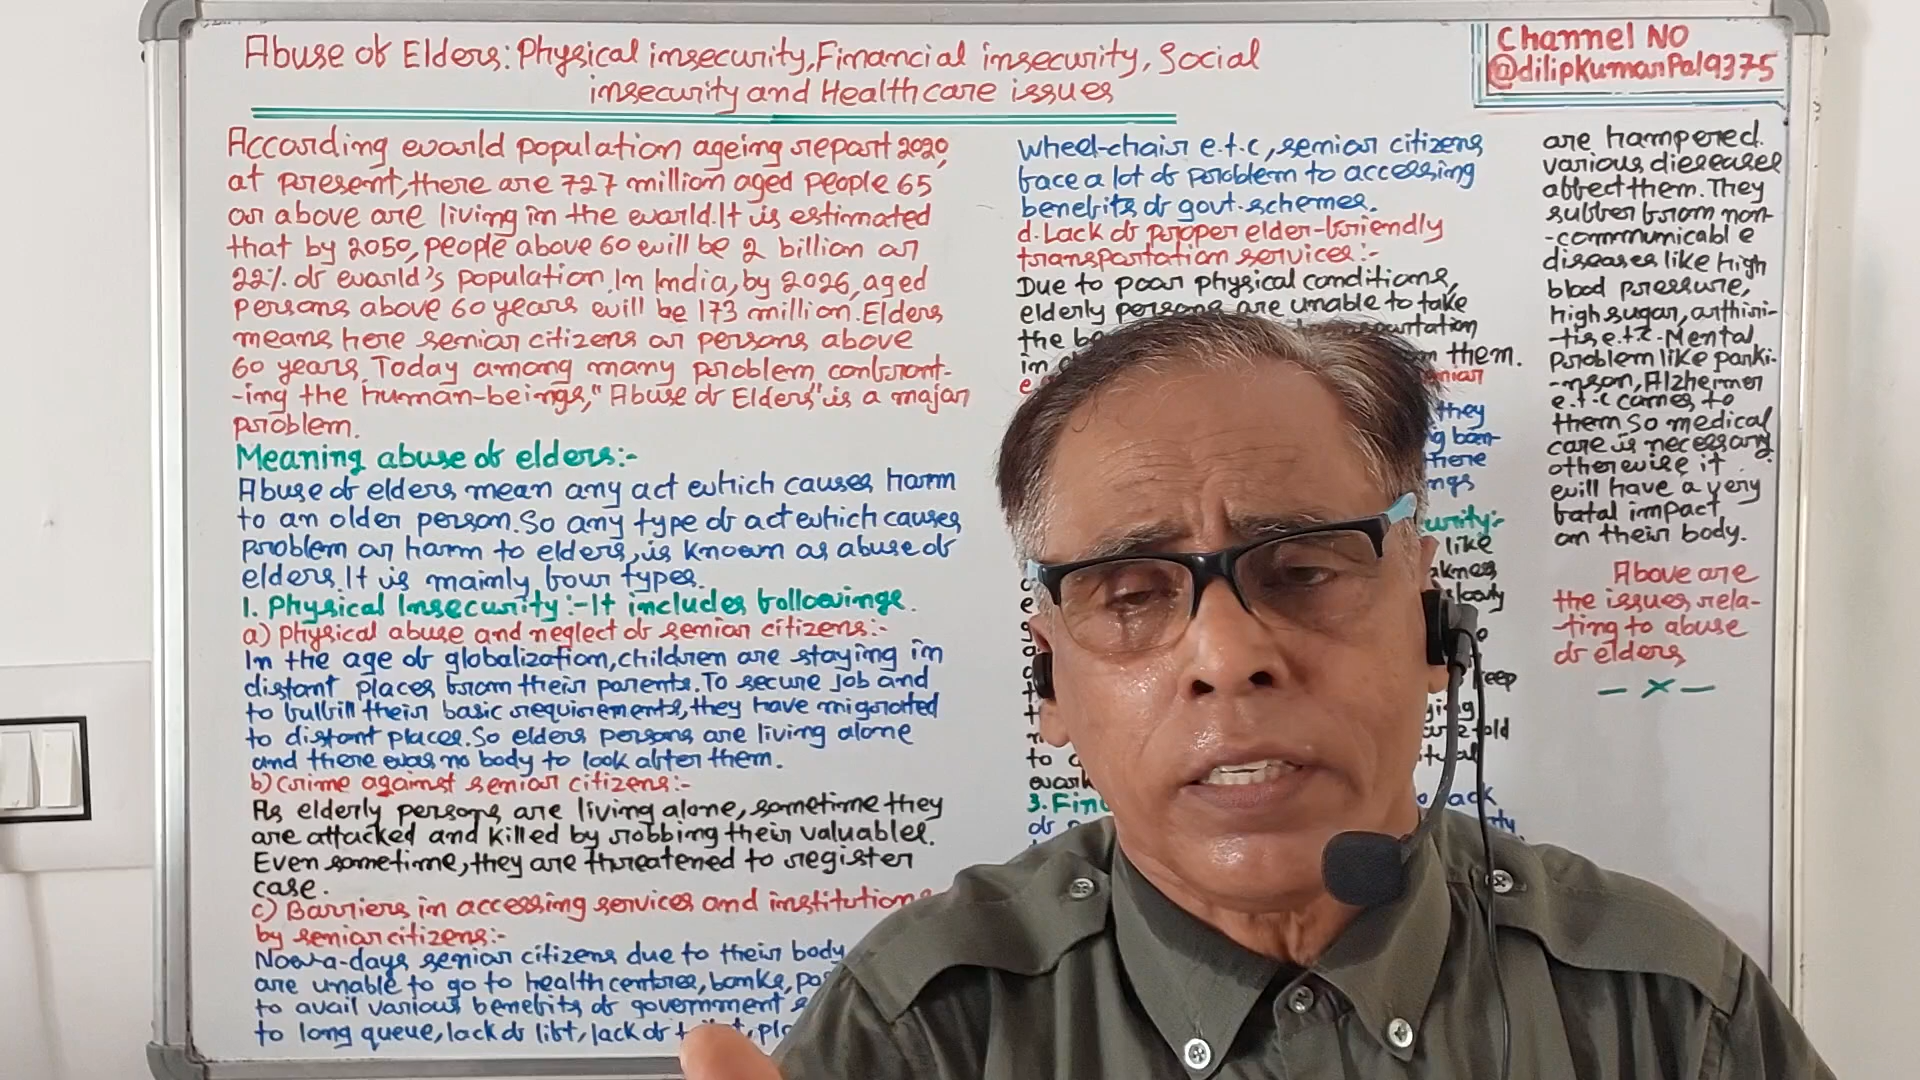 Abuse of Elders: Physical insecurity, Financial insecurity, Social
insecurity and Healthcare issues
Channel NO
@dilipkumarPal9375
According world population ageing report 2020,
at present, there are 727 million aged people 65
or above are living in the world. It is estimated
that by 2050, people above 60 will be 2 billion or
22% of world's population. In India, by 2026, aged
persons above 60 years will be 173 million. Elders
means here senior citizens or persons above
60 years. Today among many problem confront-
-ing the human-beings, "Abuse of Elders" is a major
problem.
Meaning abuse of elders:-
Abuse of elders mean any act which causes harm
to an older person. So any type of act which causes
problem or harm to elders, is known as abuse of
elders. It is mainly four types.
1. Physical Insecurity:- It includes followings.
a) Physical abuse and neglect of senior citizens:-
In the age of globalization, children are staying in
distant places from their parents. To secure job and
to fulfill their basic requirements, they have migrated
to distant places. So elders persons are living alone
and there was no body to look after them.
b) Crime against senior citizens:-
As elderly persons are living alone, sometime they
are attacked and killed by robbing their valuables.
Even sometime, they are threatened to register
case.
c) Barriers in accessing services and institutions
by senior citizens:-
Now-a-days senior citizens due to their body
are unable to go to health centres, banks,
to avail various benefits of government
to long queue, lack of lift, lack of
wheel-chair e.t.c, senior citizens
face a lot of problem to accessing
benefits of govt. schemes.
d. Lack of proper elder-friendly
transportation services:-
Due to poor physical conditions,
elderly persons are unable to take
the
them.
they
there
like
to
3.
of
are hampered.
various dieseases
affect them. They
suffer from non-
-communicable
diseases like high
blood pressure,
high sugar, arthiri-
-tis e.t.c. Mental
Problem like parki-
-nson, Alzhermer
e.t.c comes to
them So medical
care is necessary
otherwise it
will have a very
fatal impact
on their body.
Above are
the issues rela-
-ting to abuse
of elders
-x-